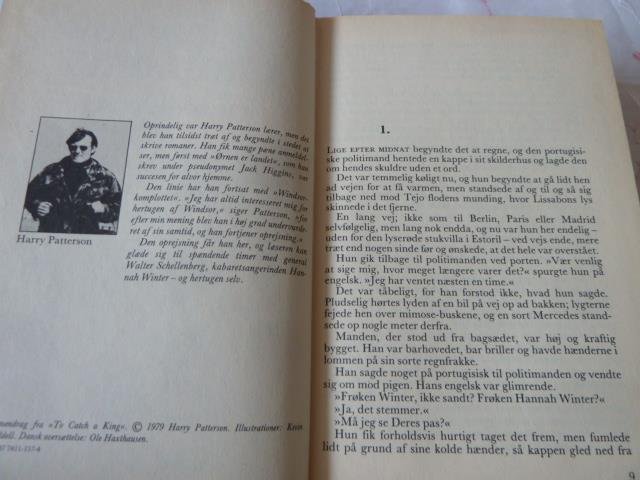 Oprindelig var Harry Patterson lærer, men det
blev han tilsidst træt af og begyndte i stedet at
skrive romaner. Han fik mange pæne anmeldel-
ser, men først med »Ørnen er landet«, som han
skrev under pseudonymet Jack Higgins, var
succesen for alvor hjemme.
Den linie har han fortsat med »Windsor-
komplottet«. »Jeg har altid interesseret mig for
hertugen af Windsor,« siger Patterson, »for
efter min mening blev han i høj grad undervurde-
ret af sin samtid, og han fortjener oprejsning.«
Den oprejsning får han her, og læseren kan
glæde sig til spændende timer med general
Walter Schellenberg, kabaretsangerinden Han-
nah Winter – og hertugen selv.
Harry Patterson
mendrag fra »To Catch a King«. © 1979 Harry Patterson. Illustrationer: Kevin
ddell. Dansk oversættelse: Ole Haxthausen.
1.
LIGE EFTER MIDNAT begyndte det at regne, og den portugisi-
ske politimand hentede en kappe i sit skilderhus og lagde den
om hendes skuldre uden et ord.
Det var temmelig køligt nu, og hun begyndte at gå lidt hen
ad vejen for at få varmen, men standsede af og til og så sig
tilbage ned mod Tejo flodens munding, hvor Lissabons lys
skinnede i det fjerne.
En lang vej; ikke som til Berlin, Paris eller Madrid
selvfølgelig, men lang nok endda, og nu var hun her endelig –
uden for den lyserøde stukvilla i Estoril – ved vejs ende, mere
træt end nogen sinde før og ønskede, at det hele var overstået.
Hun gik tilbage til politimanden ved porten. »Vær venlig
at sige mig, hvor meget længere varer det?« spurgte hun på
engelsk. »Jeg har ventet næsten en time.«
Det var tåbeligt, for han forstod ikke, hvad hun sagde.
Pludselig hørtes lyden af en bil på vej op ad bakken; lygterne
fejede hen over mimose-buskene, og en sort Mercedes stand-
sede op nogle meter derfra.
Manden, der stod ud fra bagsædet, var høj og kraftig
bygget. Han var barhovedet, bar briller og havde hænderne i
lommen på sin sorte regnfrakke.
Han sagde noget på portugisisk til politimanden og vendte
sig om mod pigen. Hans engelsk var glimrende.
»Frøken Winter, ikke sandt? Frøken Hannah Winter?«
»Ja, det stemmer.«
»Må jeg se Deres pas?«
Hun fik forholdsvis hurtigt taget det frem, men fumlede
lidt på grund af sine kolde hænder, så kappen gled ned fra
9